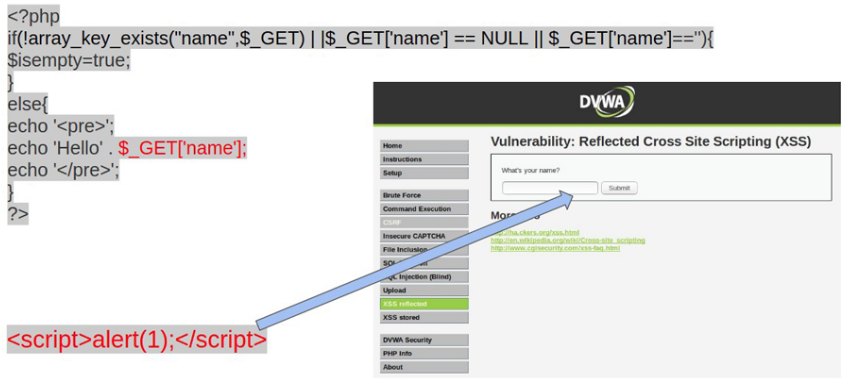 <?php
if(!array_key_exists("name",$_GET) | |$_GET['name'] == NULL || $_GET['name']==''){
$isempty=true;
}
else{
echo '<pre>';
echo 'Hello' . $_GET['name'];
echo '</pre>';
}
?>
<script>alert(1);</script>
DVWA
Home
Instructions
Setup
Brute Force
Command Execution
CSRF
Insecure CAPTCHA
File Inclusion
SQL
SQL Injection (Blind)
Upload
XSS reflected
XSS stored
DVWA Security
PHP Info
About
Vulnerability: Reflected Cross Site Scripting (XSS)
What's your name?
Submit
More
http://ha.ckers.org/xss.html
http://en.wikipedia.org/wiki/Cross-site_scripting
http://www.cgisecurity.com/xss-faq.html